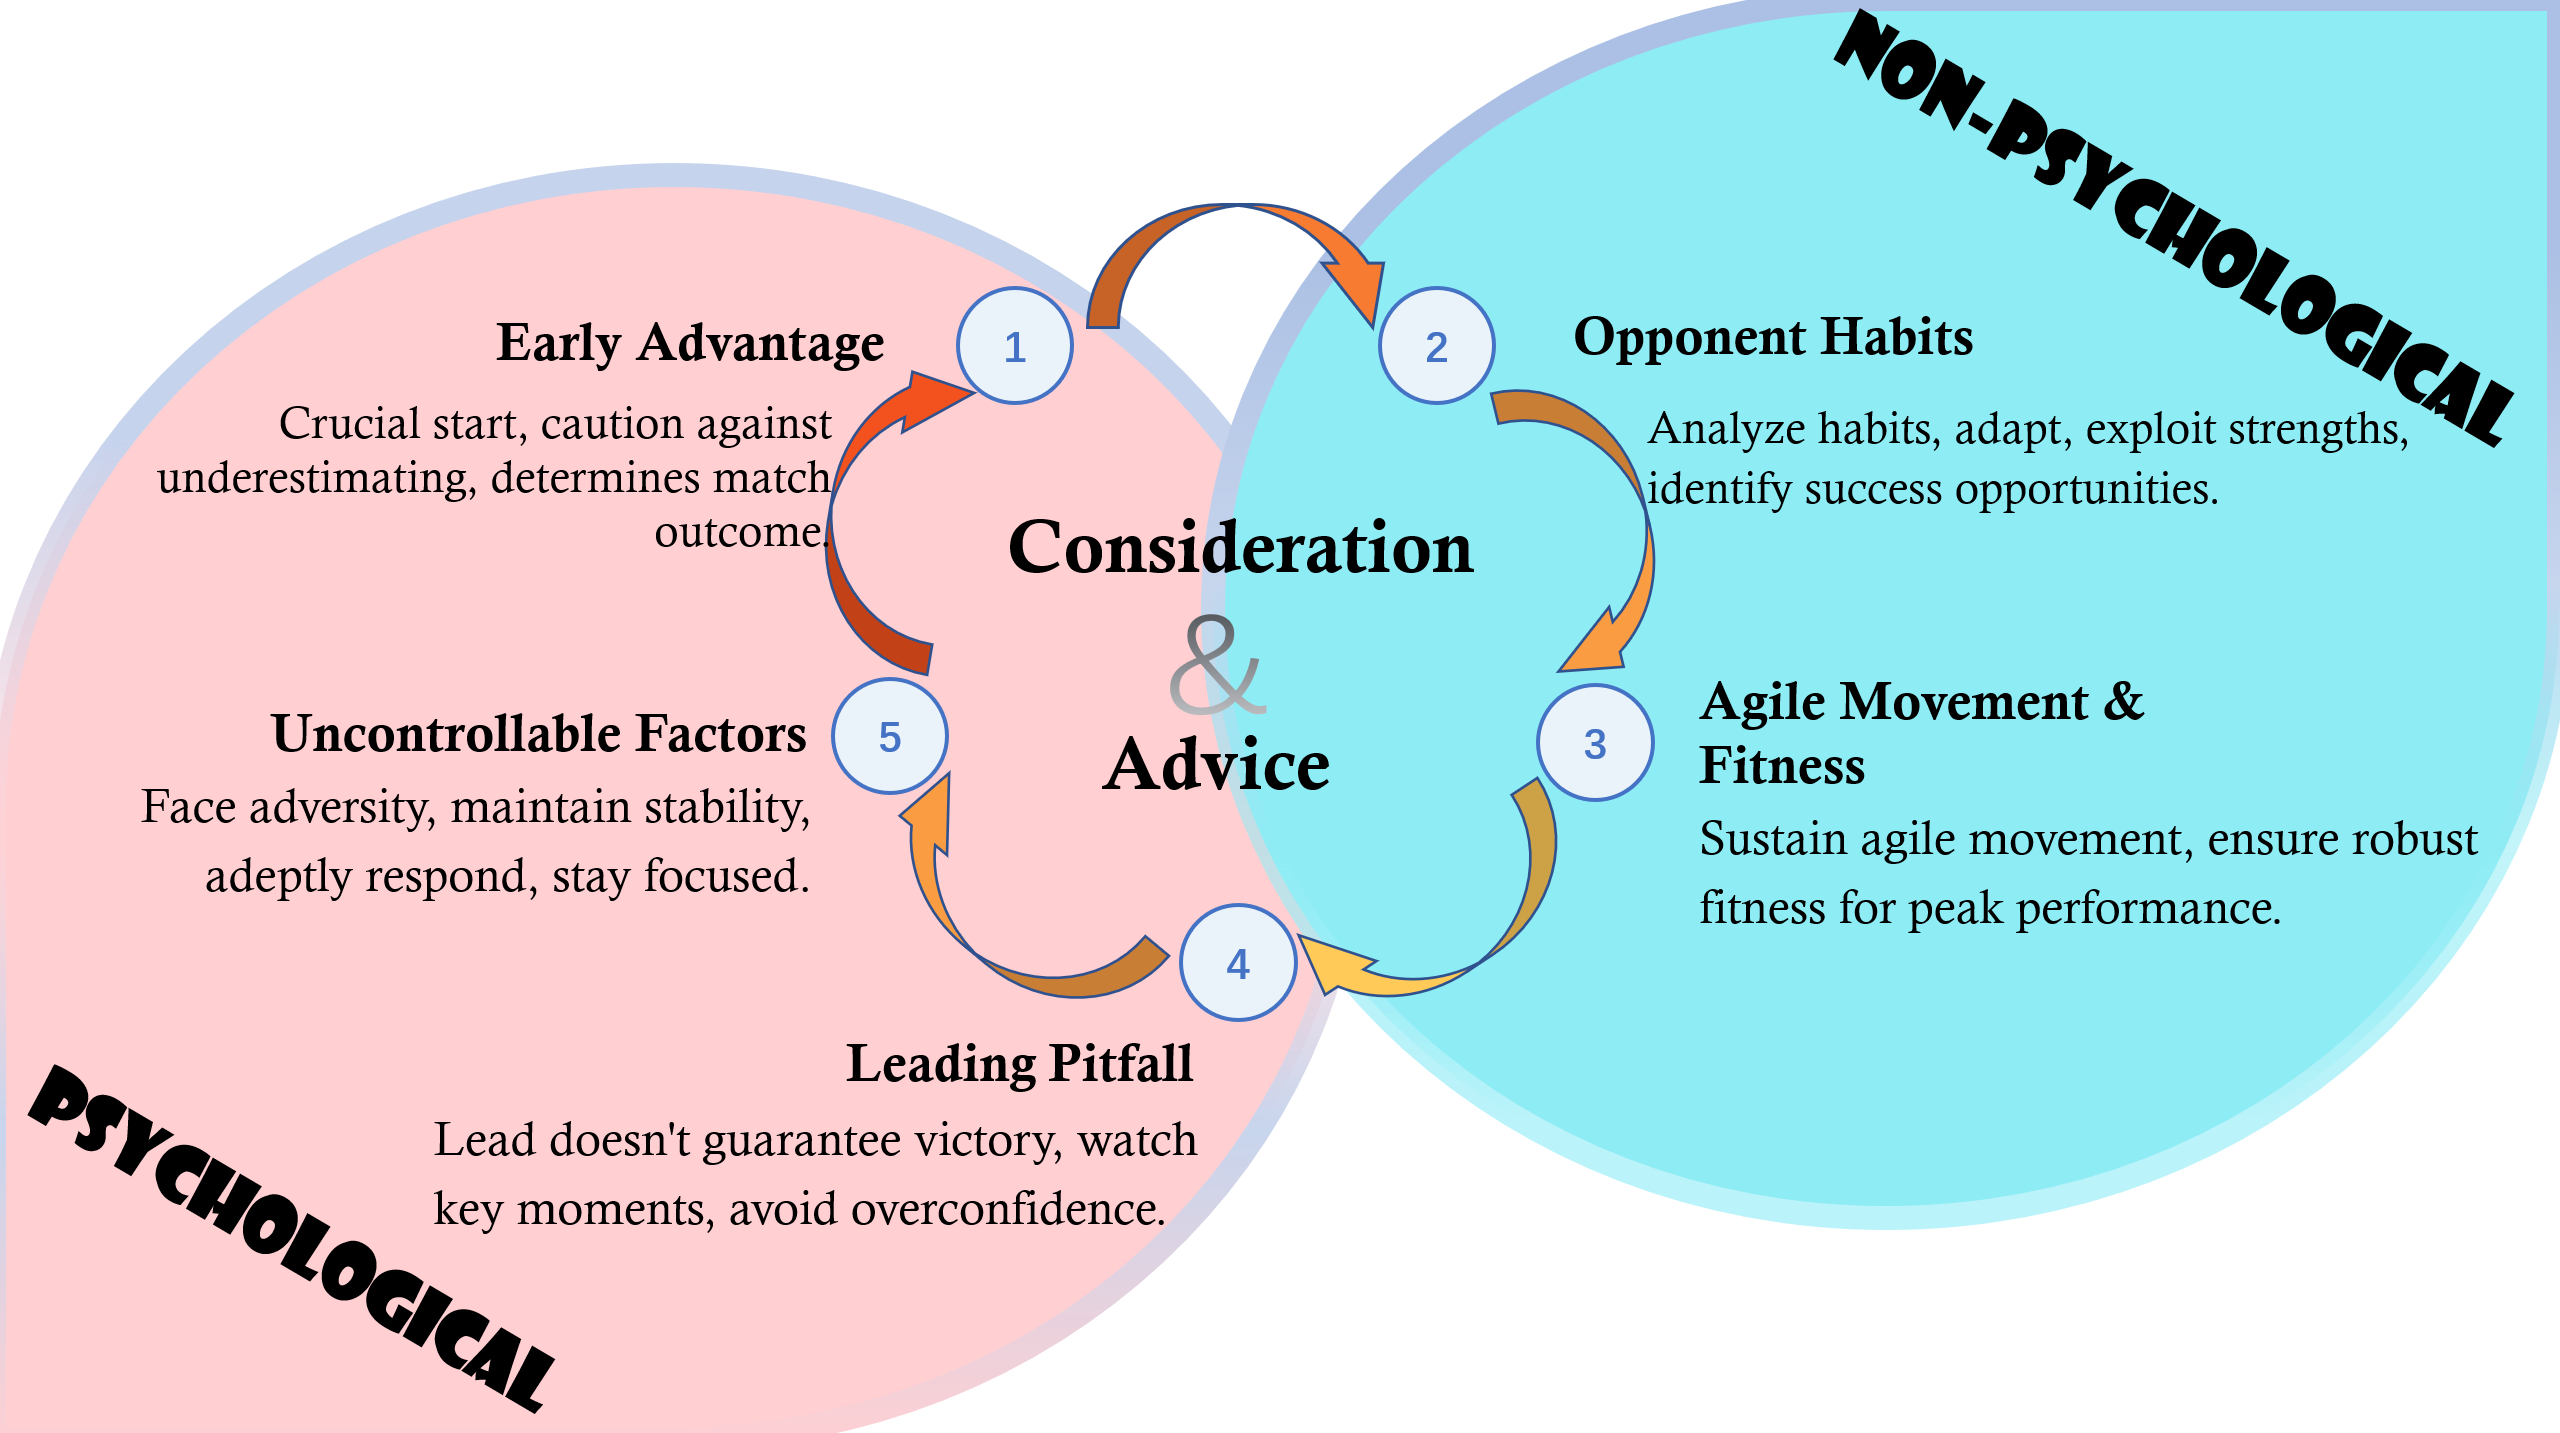 NON-PSYCHOLOGICAL
1
Early Advantage
Crucial start, caution against
underestimating, determines match
outcome.
2
Opponent Habits
Analyze habits, adapt, exploit strengths,
identify success opportunities.
Consideration
&
Advice
3
Agile Movement &
Fitness
Sustain agile movement, ensure robust
fitness for peak performance.
4
Leading Pitfall
Lead doesn't guarantee victory, watch
key moments, avoid overconfidence.
5
Uncontrollable Factors
Face adversity, maintain stability,
adeptly respond, stay focused.
PSYCHOLOGICAL